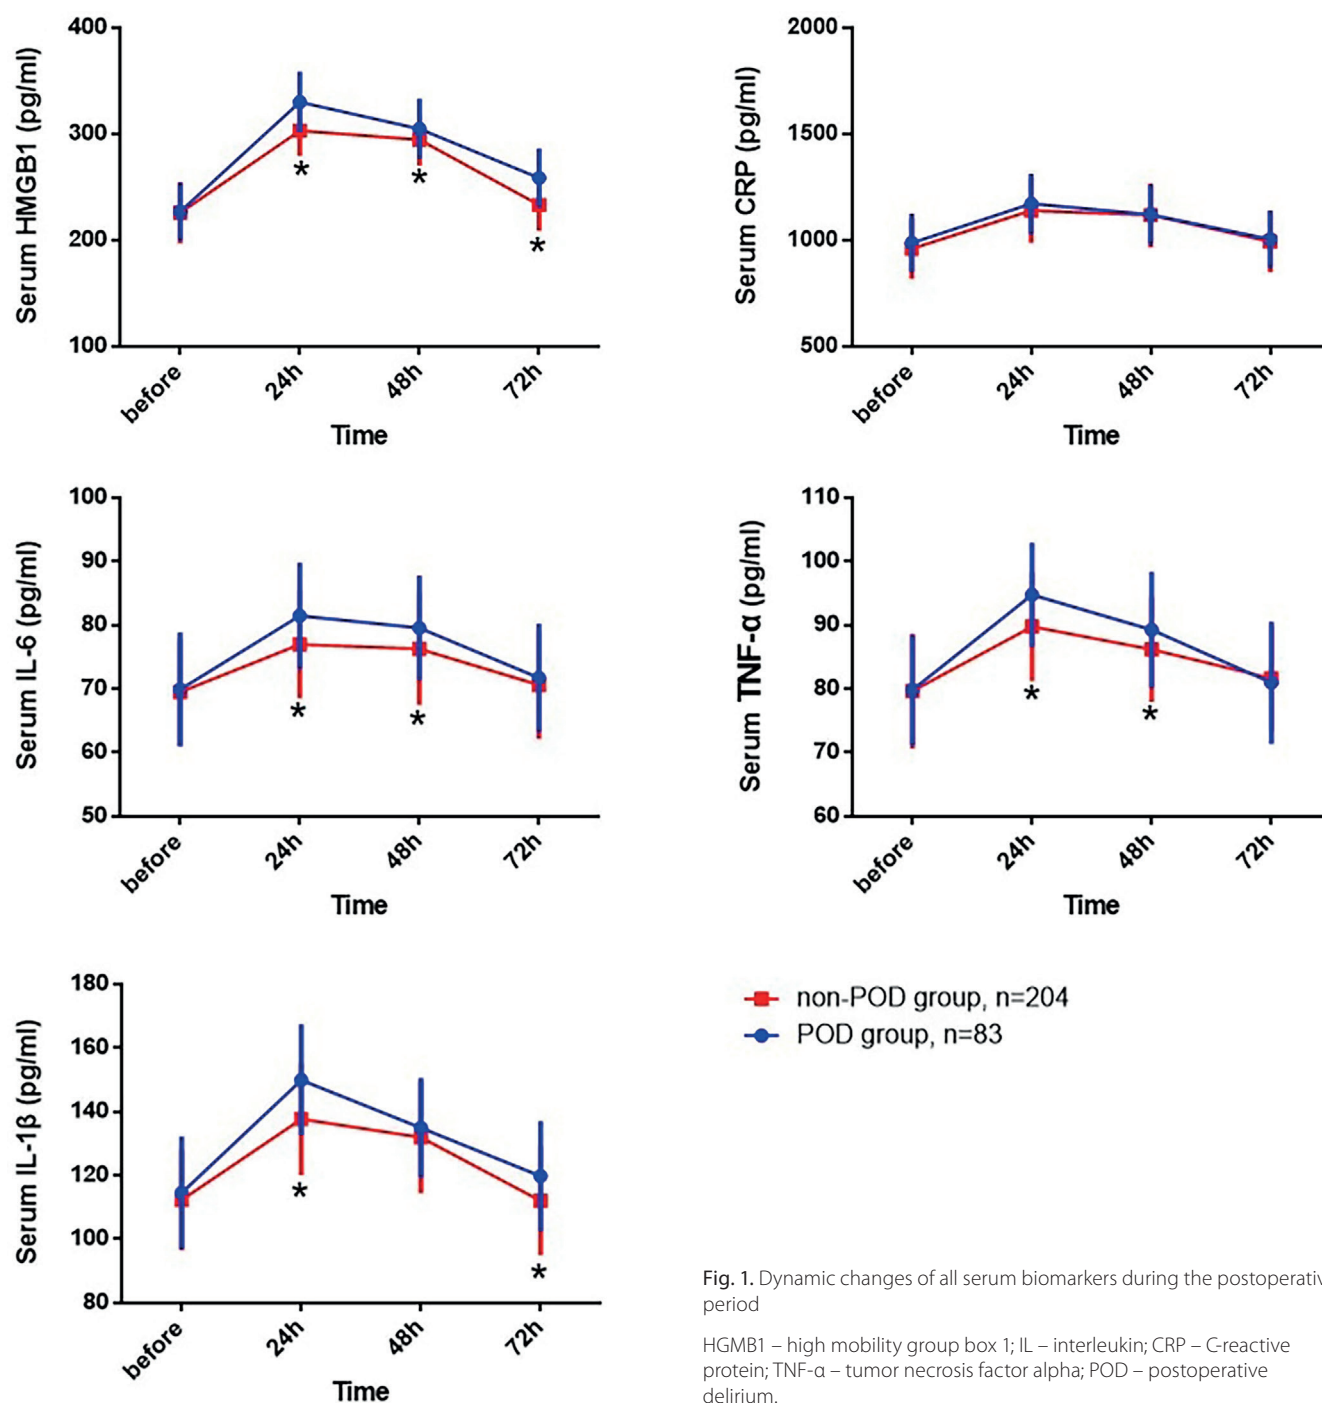 400
300
200
100
Serum HMGB1 (pg/ml)
*
*
*
before
24h
48h
72h
Time
2000
1500
1000
500
Serum CRP (pg/ml)
before
24h
48h
72h
Time
100
90
80
70
60
50
Serum IL-6 (pg/ml)
*
*
before
24h
48h
72h
Time
110
100
90
80
70
60
Serum TNF-α (pg/ml)
*
*
before
24h
48h
72h
Time
180
160
140
120
100
80
Serum IL-1β (pg/ml)
*
*
before
24h
48h
72h
Time
non-POD group, n=204
POD group, n=83
Fig. 1. Dynamic changes of all serum biomarkers during the postoperativ
period
HGMB1 – high mobility group box 1; IL – interleukin; CRP – C-reactive
protein; TNF-α – tumor necrosis factor alpha; POD – postoperative
delirium.